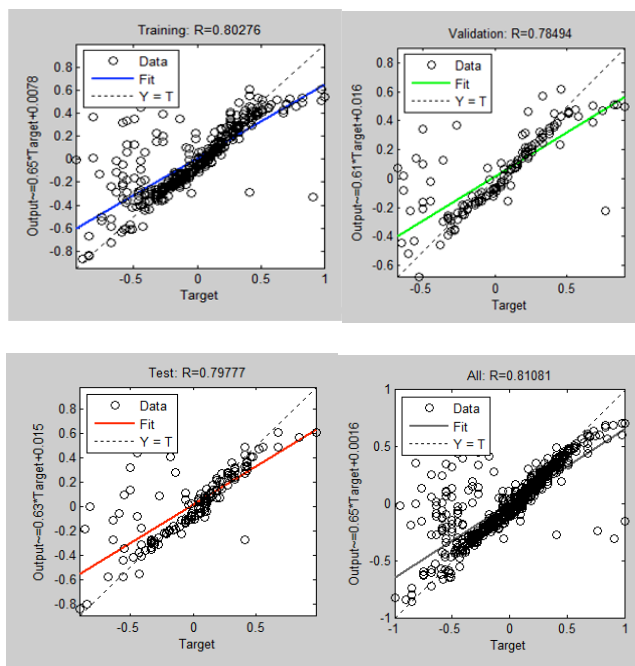 Training: R=0.80276
Output~=0.65*Target+0.0078
0.8
0.6
0.4
0.2
0
-0.2
-0.4
-0.6
-0.8
Data
Fit
Y = T
-0.5
0
0.5
1
Target
Validation: R=0.78494
Output~=0.61*Target+0.016
0.8
0.6
0.4
0.2
0
-0.2
-0.4
-0.6
Data
Fit
Y = T
-0.5
0
0.5
Target
Test: R=0.79777
Output~=0.63*Target+0.015
0.8
0.6
0.4
0.2
0
-0.2
-0.4
-0.6
-0.8
Data
Fit
Y = T
-0.5
0
0.5
Target
All: R=0.81081
Output~=0.65*Target+0.0016
1
0.5
0
-0.5
-1
Data
Fit
Y = T
-1
-0.5
0
0.5
1
Target